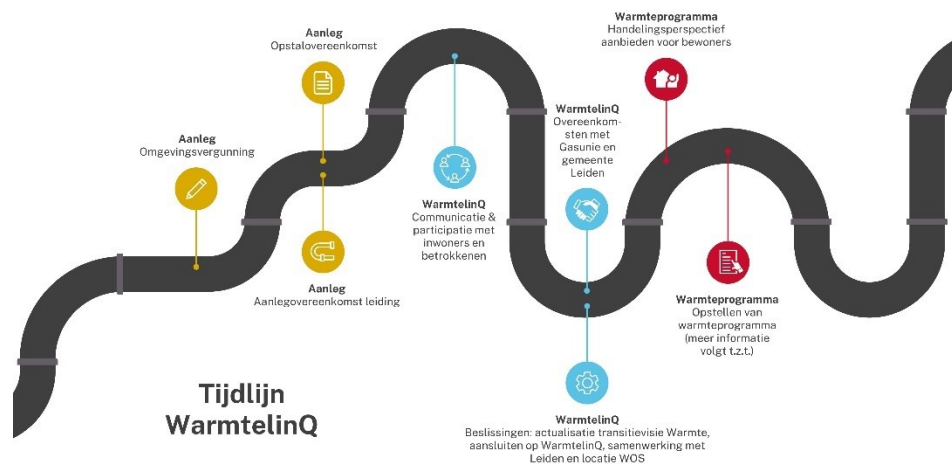 Aanleg
Omgevingsvergunning
Aanleg
Opstalovereenkomst
Aanleg
Aanlegovereenkomst leiding
WarmtelinQ
Communicatie &
participatie met
inwoners en
betrokkenen
WarmtelinQ
Overeenkom-
sten met
Gasunie en
gemeente
Leiden
WarmtelinQ
Beslissingen: actualisatie transitievisie Warmte,
aansluiten op WarmtelinQ, samenwerking met
Leiden en locatie WOS
Warmteprogramma
Handelingsperspectief
aanbieden voor bewoners
Warmteprogramma
Opstellen van
warmteprogramma
(meer informatie
volgt t.z.t.)
Tijdlijn
WarmtelinQ